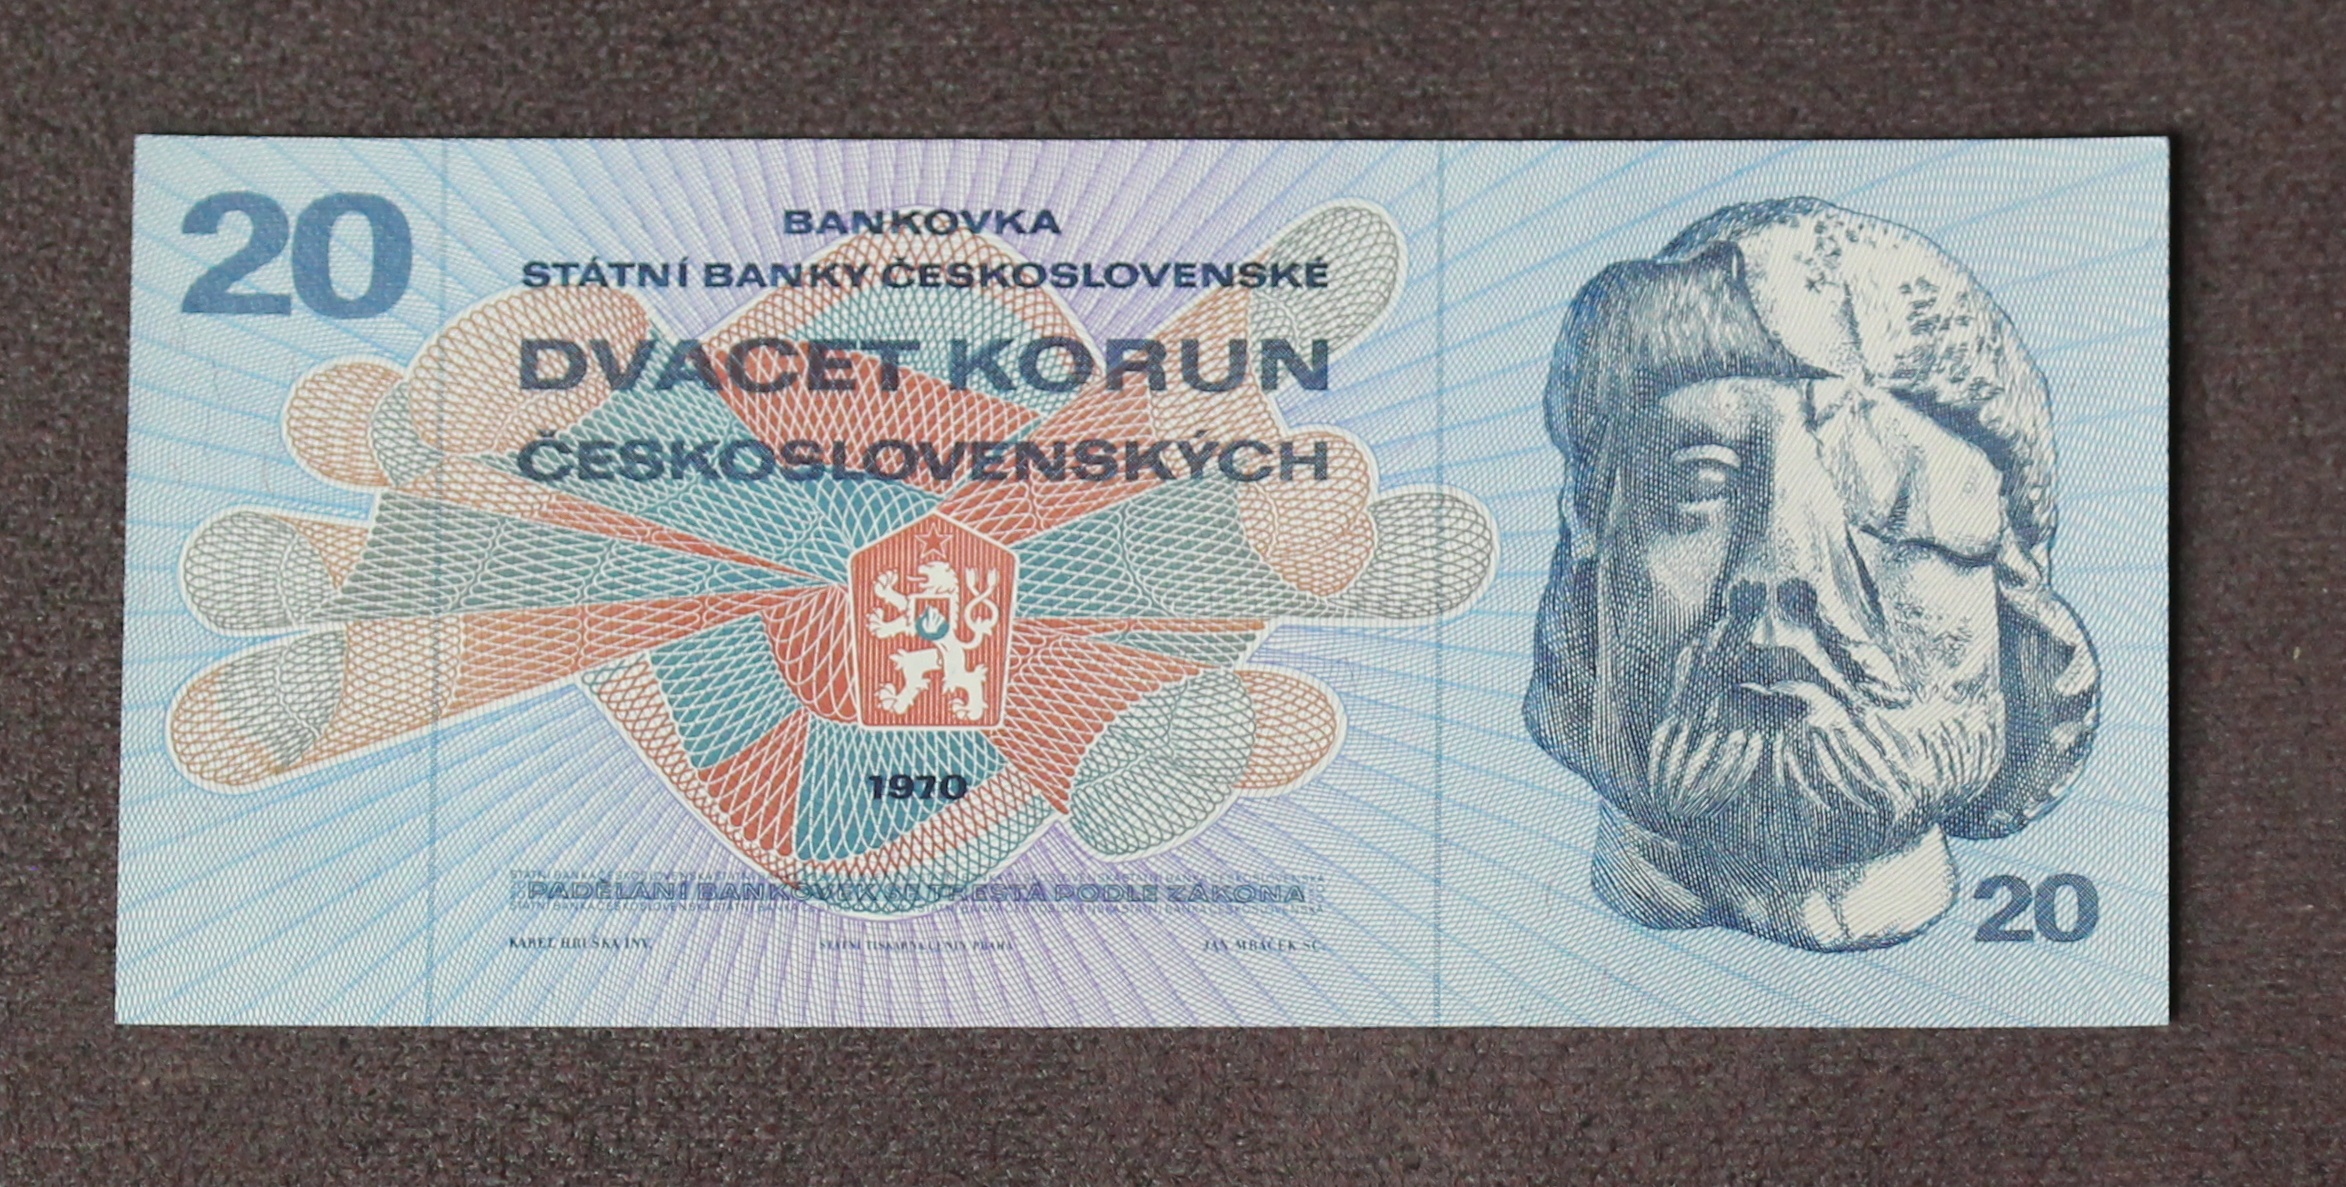 20
BANKOVKA
STÁTNÍ BANKY ČESKOSLOVENSKÉ
DVACET KORUN
ČESKOSLOVENSKÝCH
1970
PADĚLÁNÍ BANKOVEK SE TRESTÁ PODLE ZÁKONA
KAREL HRUŠKA INV.
STÁTNÍ TISKÁRNA CENIN PRAHA
JAN MRÁČEK SC.
20